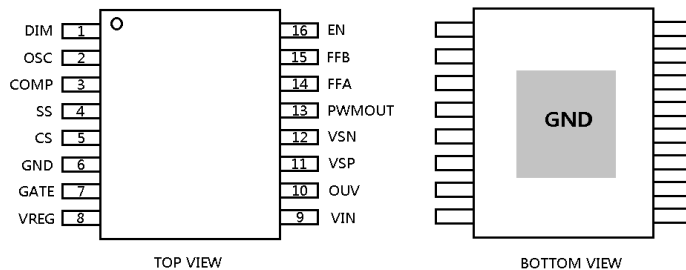 DIM 1 16 EN
OSC 2 15 FFB
COMP 3 14 FFA
SS 4 13 PWMOUT
CS 5 12 VSN
GND 6 11 VSP
GATE 7 10 OUV
VREG 8 9 VIN
TOP VIEW
GND
BOTTOM VIEW